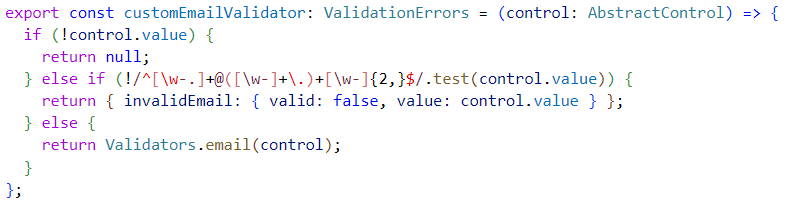 export const customEmailValidator: ValidationErrors = (control: AbstractControl) => {
  if (!control.value) {
    return null;
  } else if (!/^[\w-.]+@([\w-]+\.)+[\w-]{2,}$/.test(control.value)) {
    return { invalidEmail: { valid: false, value: control.value } };
  } else {
    return Validators.email(control);
  }
};